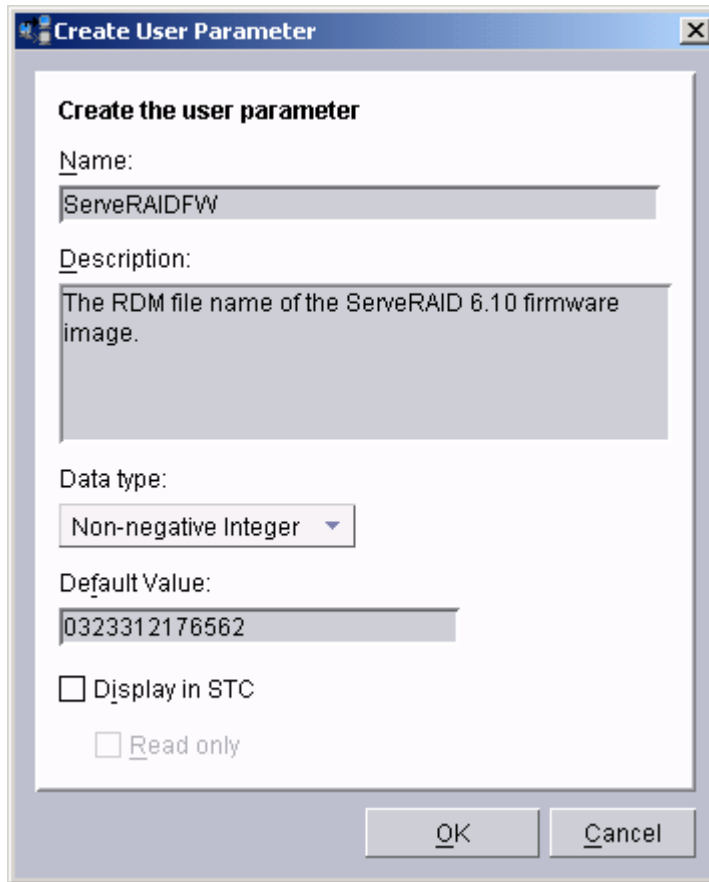 Create User Parameter
Create the user parameter
Name:
ServeRAIDFW
Description:
The RDM file name of the ServeRAID 6.10 firmware
image.
Data type:
Non-negative Integer
Default Value:
0323312176562
Display in STC
Read only
OK Cancel